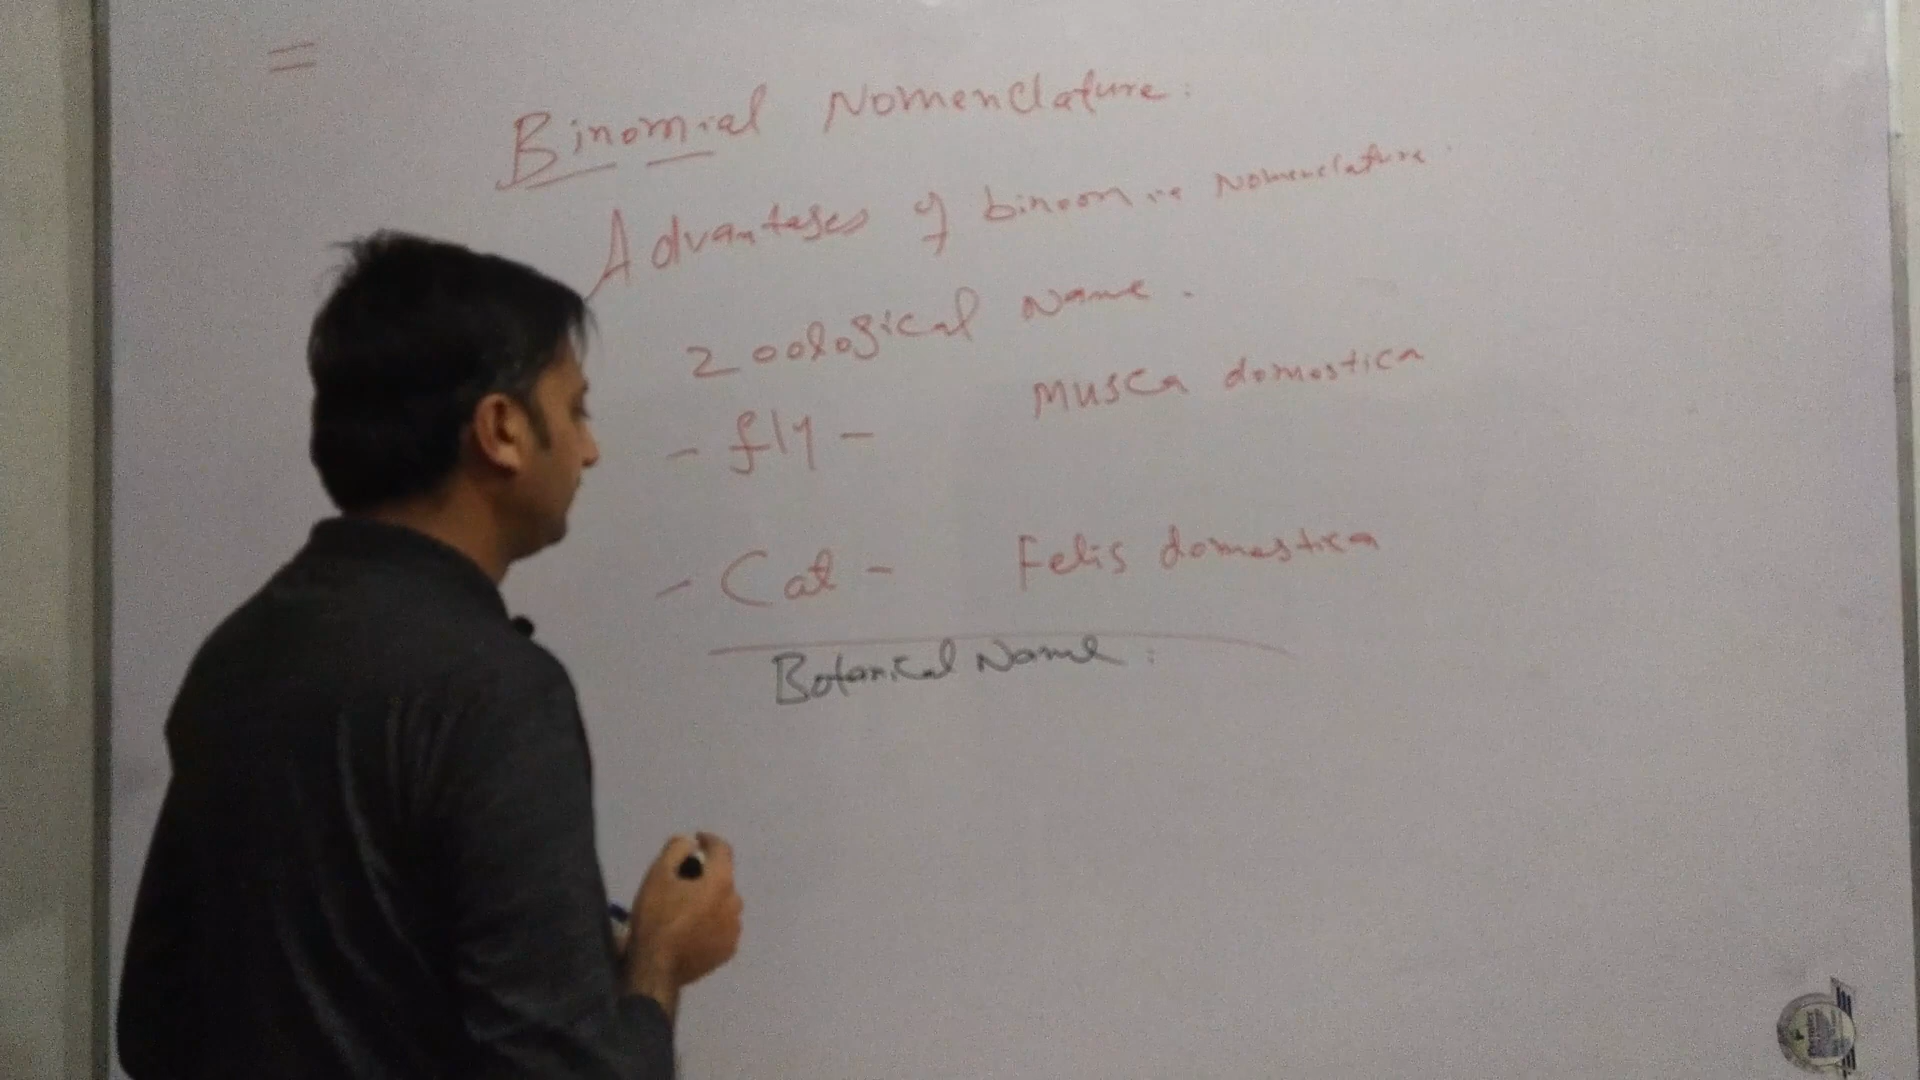 =
Binomial Nomenclature.
Advantages of binomial Nomenclature.
Zoological Name.
- fly - Musca domestica
- Cat - Felis domestica
Botanical Name: